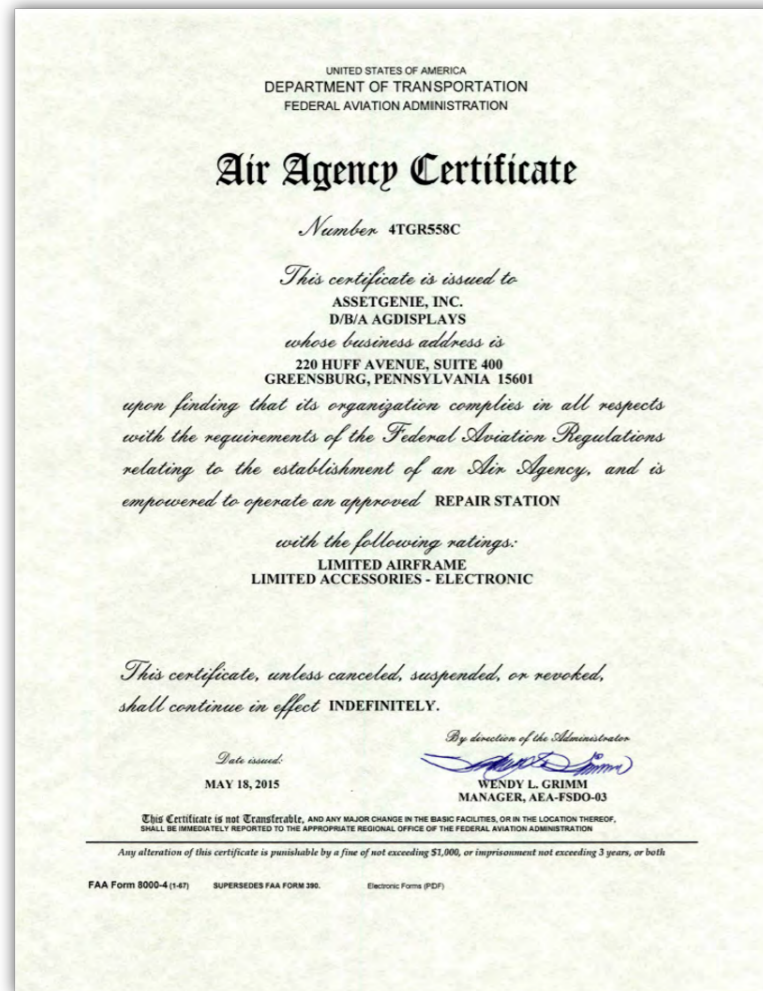 UNITED STATES OF AMERICA
DEPARTMENT OF TRANSPORTATION
FEDERAL AVIATION ADMINISTRATION
Air Agency Certificate
Number 4TGR558C
This certificate is issued to
ASSETGENIE, INC.
D/B/A AGDISPLAYS
whose business address is
220 HUFF AVENUE, SUITE 400
GREENSBURG, PENNSYLVANIA 15601
upon finding that its organization complies in all respects
with the requirements of the Federal Aviation Regulations
relating to the establishment of an Air Agency, and is
empowered to operate an approved REPAIR STATION
with the following ratings:
LIMITED AIRFRAME
LIMITED ACCESSORIES - ELECTRONIC
This certificate, unless canceled, suspended, or revoked,
shall continue in effect INDEFINITELY.
By direction of the Administrator
Date issued:
MAY 18, 2015
WENDY L. GRIMM
MANAGER, AEA-FSDO-03
This Certificate is not Transferable, AND ANY MAJOR CHANGE IN THE BASIC FACILITIES, OR IN THE LOCATION THEREOF,
SHALL BE IMMEDIATELY REPORTED TO THE APPROPRIATE REGIONAL OFFICE OF THE FEDERAL AVIATION ADMINISTRATION
Any alteration of this certificate is punishable by a fine of not exceeding $1,000, or imprisonment not exceeding 3 years, or both
FAA Form 8000-4 (1-67) SUPERSEDES FAA FORM 390. Electronic Forms (PDF)